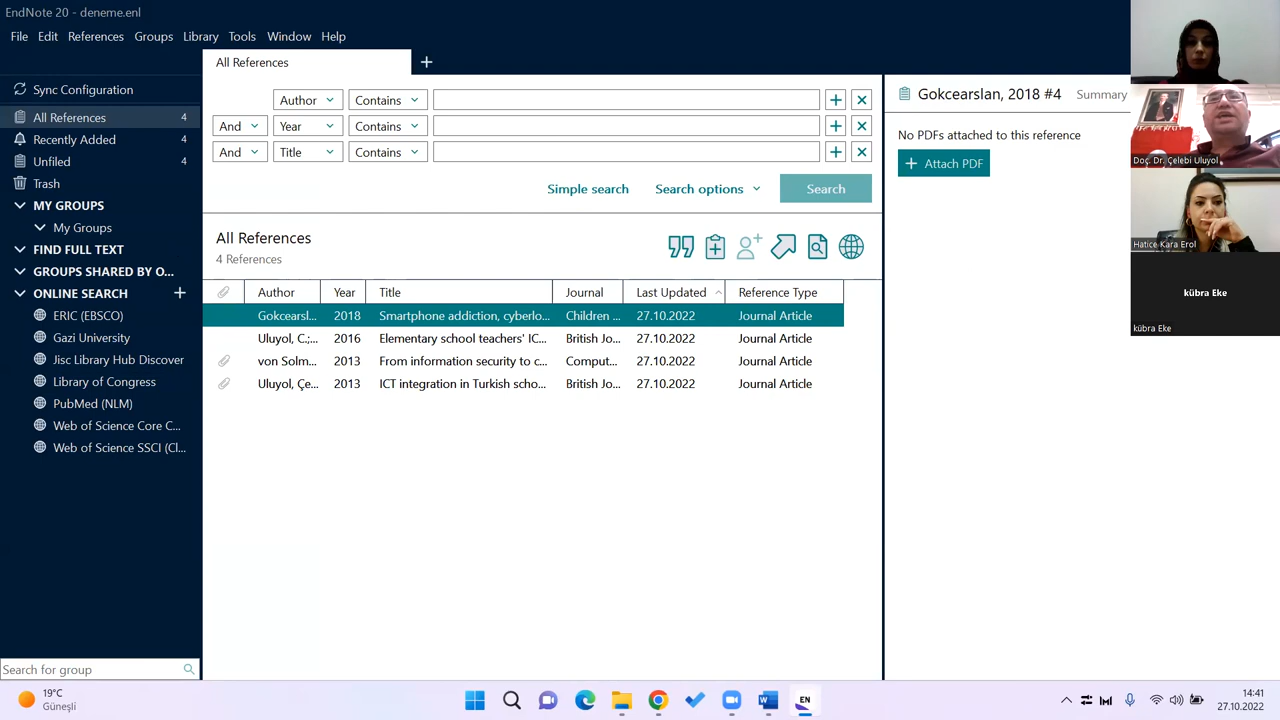 EndNote 20 - deneme.enl
File Edit References Groups Library Tools Window Help
All References
Sync Configuration
All References 4
Recently Added 4
Unfiled 4
Trash
MY GROUPS
My Groups
FIND FULL TEXT
GROUPS SHARED BY O...
ONLINE SEARCH
ERIC (EBSCO)
Gazi University
Jisc Library Hub Discover
Library of Congress
PubMed (NLM)
Web of Science Core C...
Web of Science SSCI (Cl...
Search for group
Author Contains
And Year Contains
And Title Contains
Simple search Search options Search
All References
4 References
Author Year Title Journal Last Updated Reference Type
Gokcearsl... 2018 Smartphone addiction, cyberlo... Children ... 27.10.2022 Journal Article
Uluyol, C.;... 2016 Elementary school teachers' IC... British Jo... 27.10.2022 Journal Article
von Solm... 2013 From information security to c... Comput... 27.10.2022 Journal Article
Uluyol, Çe... 2013 ICT integration in Turkish scho... British Jo... 27.10.2022 Journal Article
Gokcearslan, 2018 #4 Summary
No PDFs attached to this reference
Attach PDF
Doç. Dr. Çelebi Uluyol
Hatice Kara Erol
kübra Eke
kübra Eke
19°C
Güneşli
EN
14:41
27.10.2022